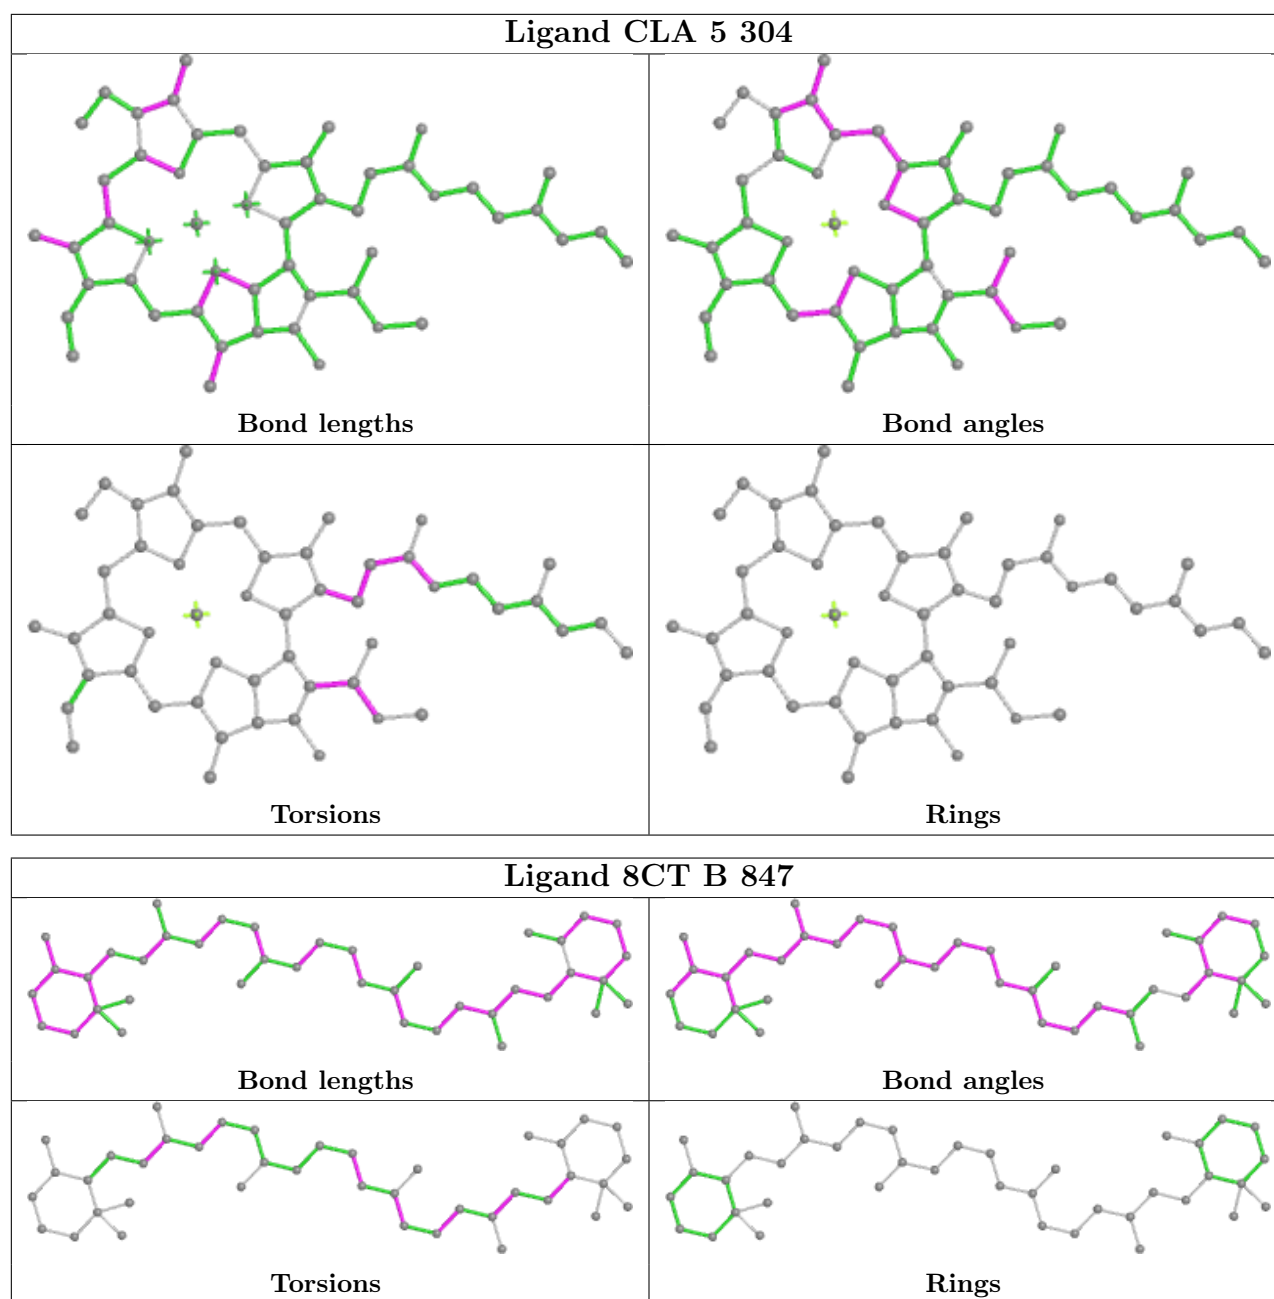 Ligand CLA 5 304
Bond lengths
Bond angles
Torsions
Rings
Ligand 8CT B 847
Bond lengths
Bond angles
Torsions
Rings